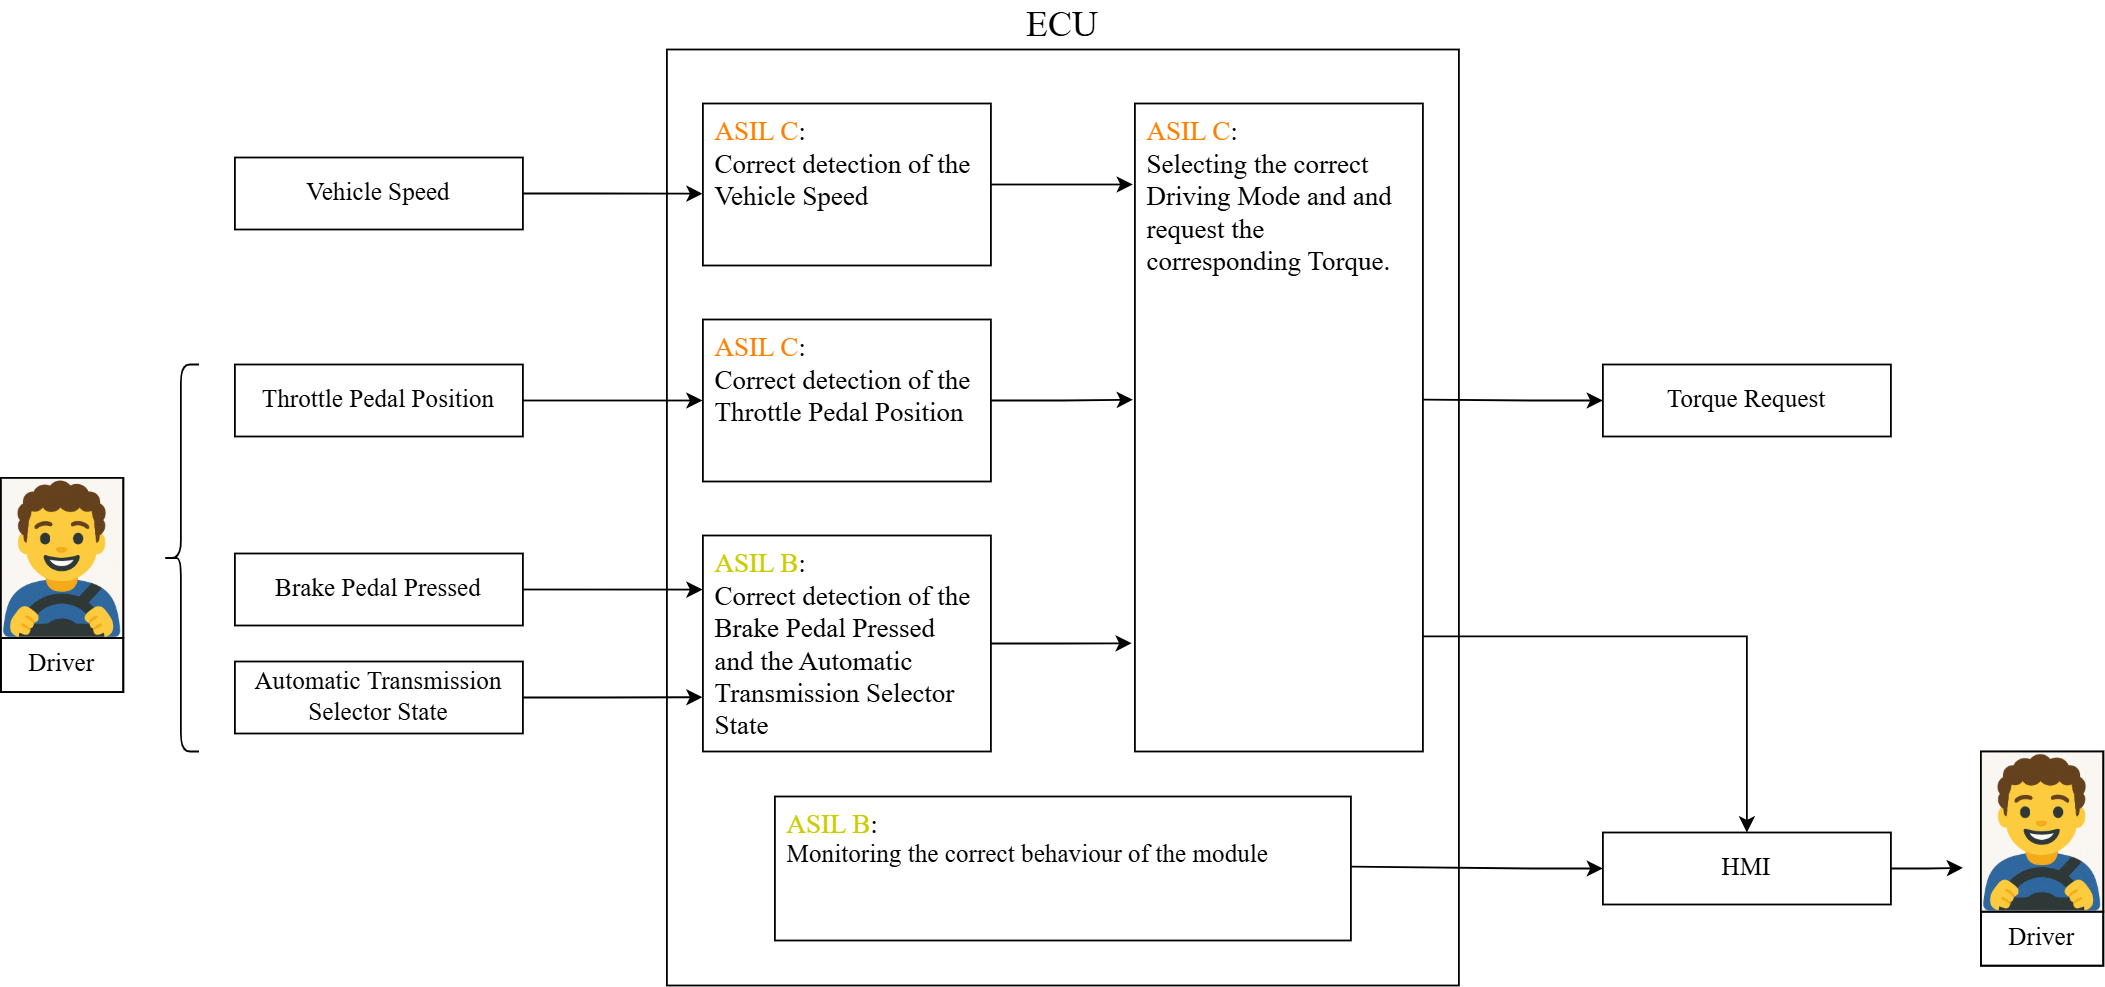 ECU
Vehicle Speed
ASIL C:
Correct detection of the
Vehicle Speed
ASIL C:
Selecting the correct
Driving Mode and and
request the
corresponding Torque.
Throttle Pedal Position
ASIL C:
Correct detection of the
Throttle Pedal Position
Torque Request
Driver
Brake Pedal Pressed
Automatic Transmission
Selector State
ASIL B:
Correct detection of the
Brake Pedal Pressed
and the Automatic
Transmission Selector
State
ASIL B:
Monitoring the correct behaviour of the module
HMI
Driver